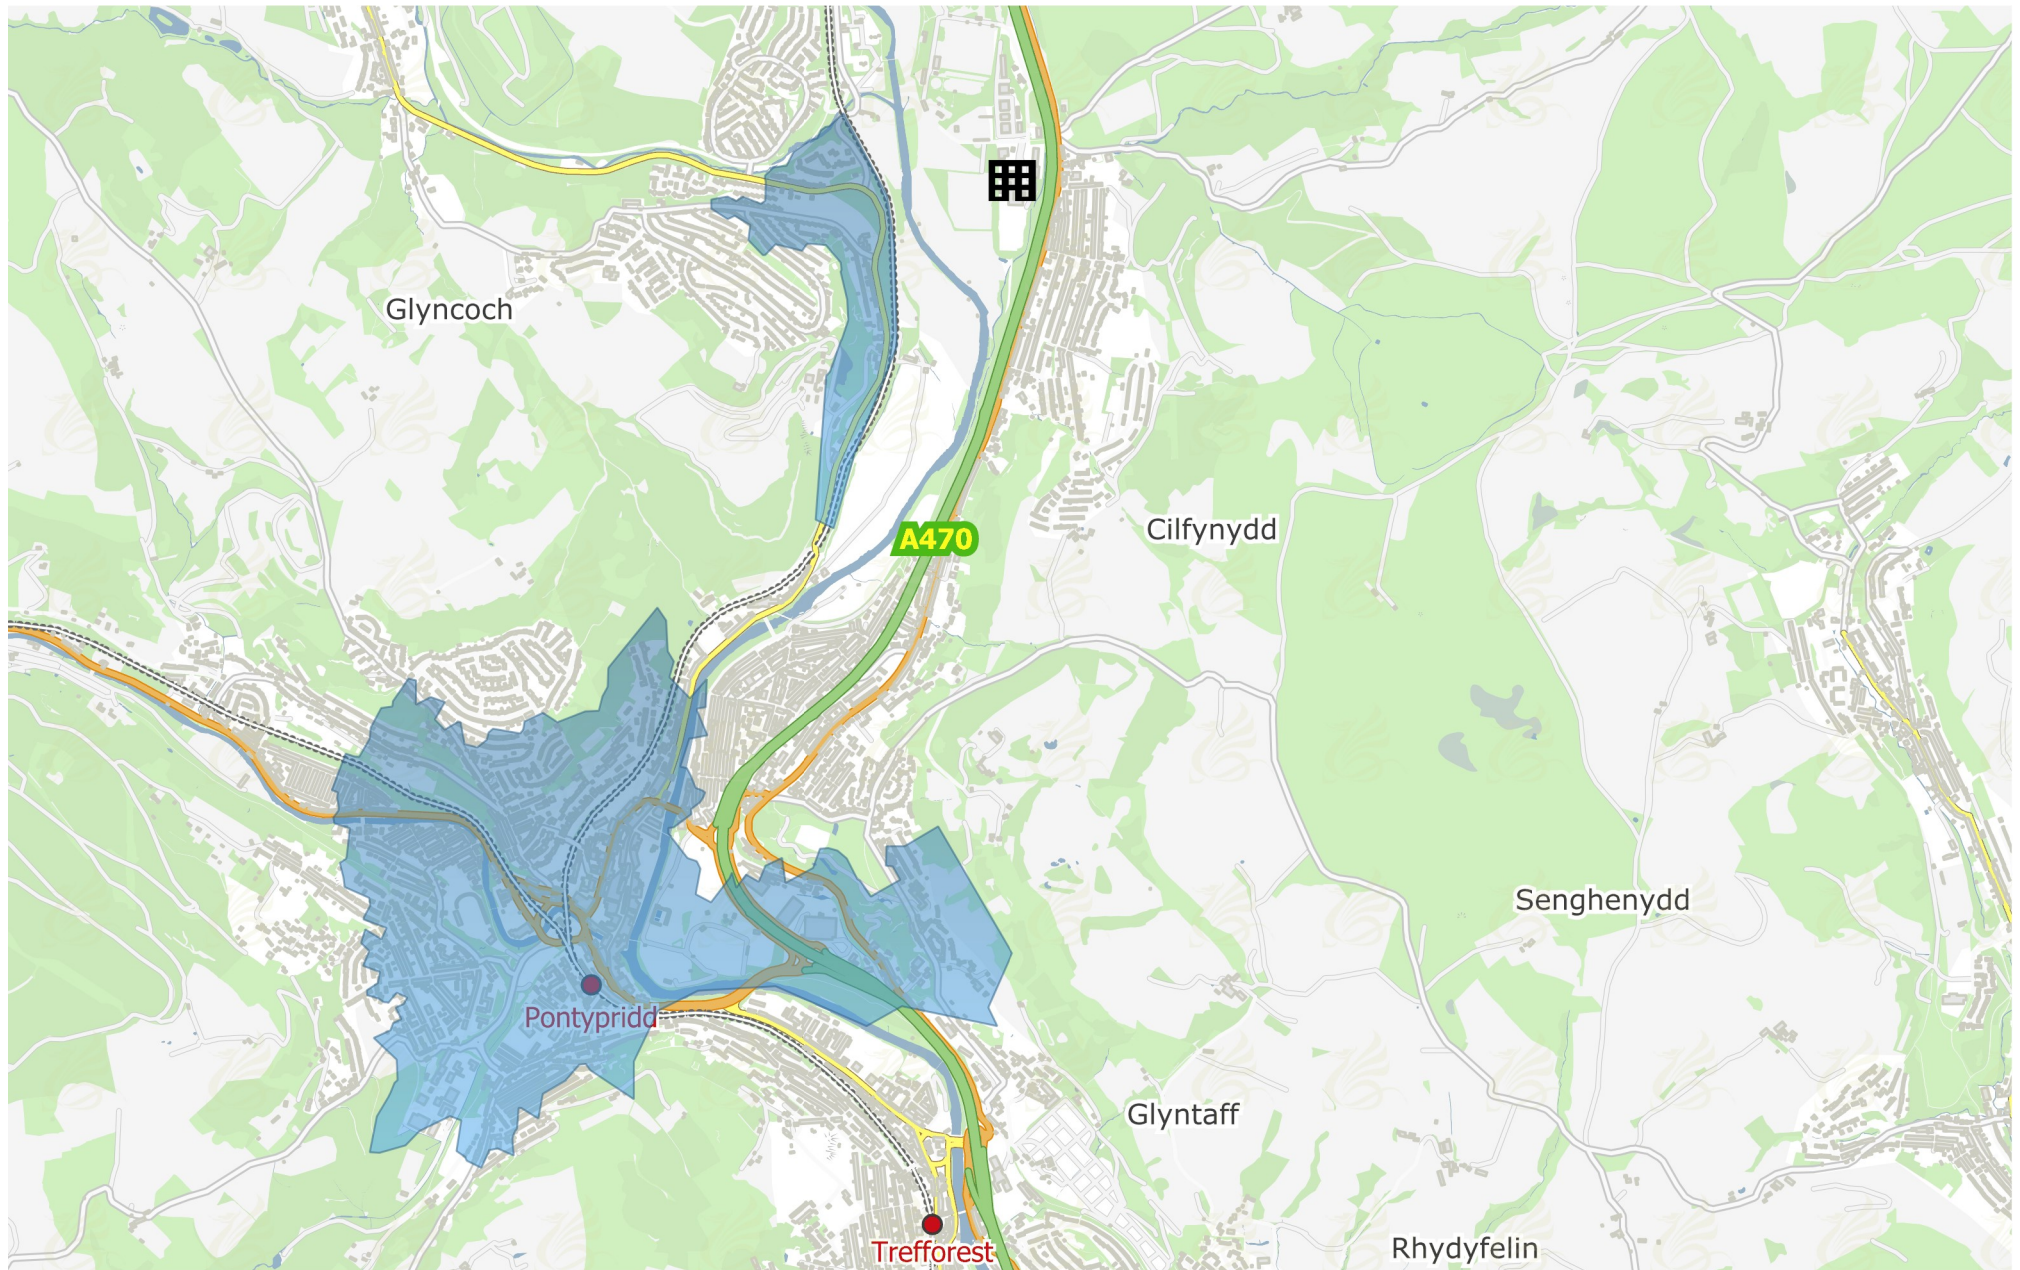 Glyncoch
A470
Cilfynydd
Senghenydd
Pontypridd
Glyntaff
Trefforest
Rhydyfelin